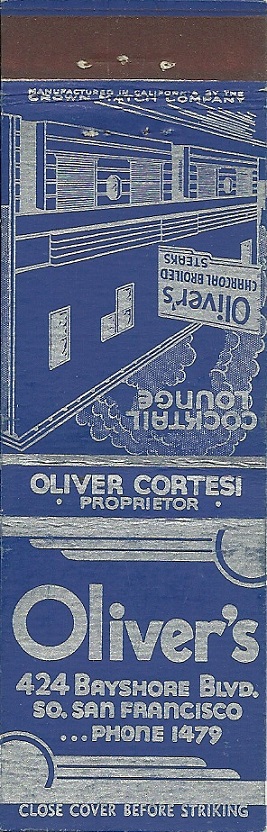 MANUFACTURED IN CALIFORNIA BY THE
CROWN MATCH COMPANY
Oliver's
CHARCOAL BROILED
STEAKS
COCKTAIL
LOUNGE
OLIVER CORTESI
• PROPRIETOR •
Oliver's
424 BAYSHORE BLVD.
SO. SAN FRANCISCO
...PHONE 1479
CLOSE COVER BEFORE STRIKING